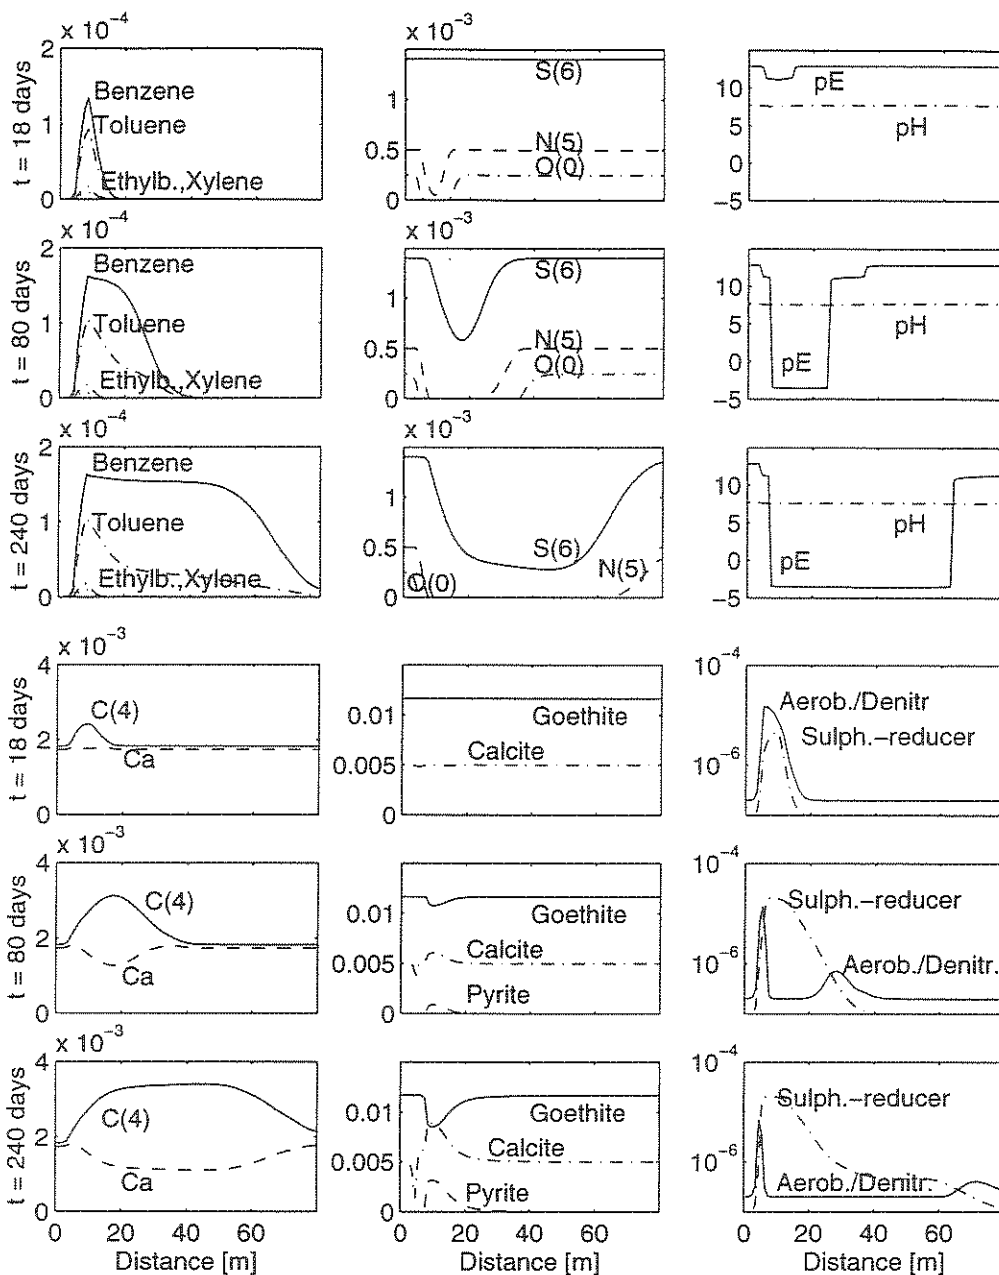 x 10−4
x 10−3
t = 18 days
2
1
0
Benzene
Toluene
Ethylb.,Xylene
1
0.5
0
S(6)
N(5)
O(0)
10
5
0
−5
pE
pH
x 10−4
x 10−3
t = 80 days
2
1
0
Benzene
Toluene
Ethylb.,Xylene
1
0.5
0
S(6)
N(5)
O(0)
10
5
0
−5
pH
pE
x 10−4
x 10−3
t = 240 days
2
1
0
Benzene
Toluene
Ethylb.,Xylene
1
0.5
0
O(0)
S(6)
N(5)
10
5
0
−5
pH
pE
x 10−3
t = 18 days
4
2
0
C(4)
Ca
0.01
0.005
0
Goethite
Calcite
10−4
10−6
Aerob./Denitr
Sulph.−reducer
x 10−3
t = 80 days
4
2
0
C(4)
Ca
0.01
0.005
0
Goethite
Calcite
Pyrite
10−4
10−6
Sulph.−reducer
Aerob./Denitr.
x 10−3
t = 240 days
4
2
0
C(4)
Ca
0 20 40 60
Distance [m]
0.01
0.005
0
Goethite
Calcite
Pyrite
0 20 40 60
Distance [m]
10−4
10−6
Sulph.−reducer
Aerob./Denitr.
0 20 40 60
Distance [m]